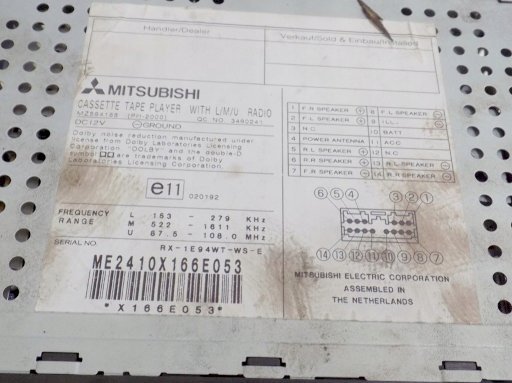 Händler/Dealer
Verkauft/Sold & Einbau/Installed
MITSUBISHI
CASSETTE TAPE PLAYER WITH L/M/U RADIO
DC12V GROUND
Dolby noise reduction manufactured under
license from Dolby Laboratories Licensing
Corporation. "DOLBY" and the double-D
symbol are trademarks of Dolby
Laboratories Licensing Corporation.
e11 020192
FREQUENCY RANGE
L 153 - 279 KHz
M 522 - 1611 KHz
U 87.5 - 108.0 MHz
RX-1E94WT-WS-E
SERIAL NO.
ME2410X166E053
*X166E053*
1 F.R SPEAKER + 8 F.L SPEAKER -
2 F.L SPEAKER + 9 ILL
3 N.C 10 BATT
4 POWER ANTENNA 11 ACC
5 R.L SPEAKER + 12 N.C
6 R.R SPEAKER + 13 R.L SPEAKER -
7 F.R SPEAKER - 14 R.R SPEAKER -
6 5 4 3 2 1
14 13 12 11 10 9 8 7
MITSUBISHI ELECTRIC CORPORATION
ASSEMBLED IN
THE NETHERLANDS